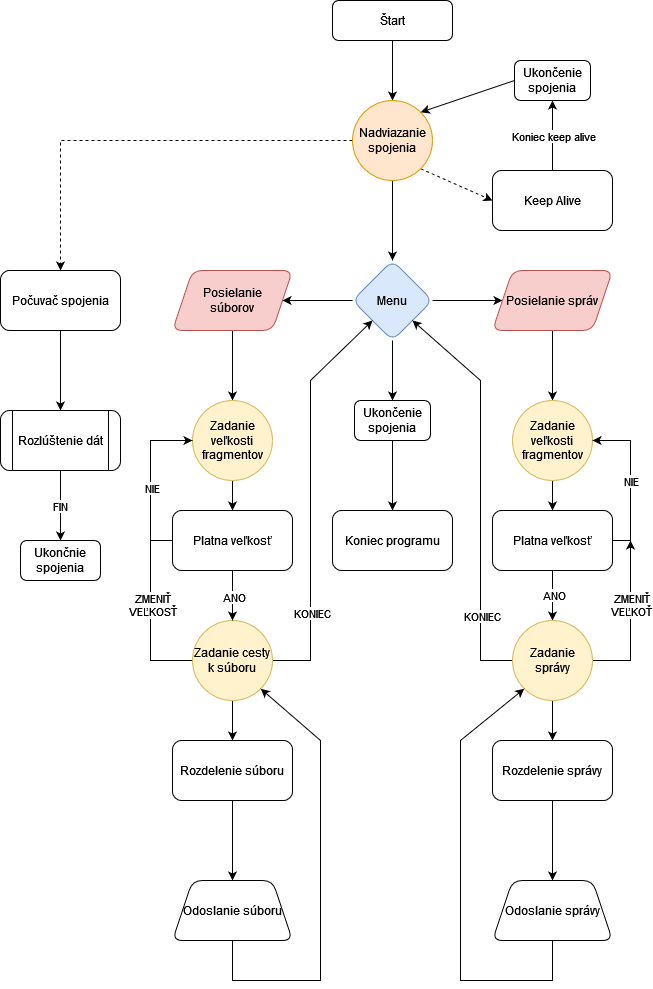 Štart
Ukončenie
spojenia
Nadviazanie
spojenia
Koniec keep alive
Keep Alive
Počuvač spojenia
Posielanie
súborov
Menu
Posielanie správ
Ukončenie
spojenia
Zadanie
veľkosti
fragmentov
Zadanie
veľkosti
fragmentov
Rozlúštenie dát
NIE
NIE
FIN
Ukončnie
spojenia
Platna veľkosť
Koniec programu
Platna veľkosť
ZMENIŤ
VEĽKOSŤ
ANO
KONIEC
KONIEC
ANO
ZMENIŤ
VEĽKOŤ
Zadanie cesty
k súboru
Zadanie
správy
Rozdelenie súboru
Rozdelenie správy
Odoslanie súboru
Odoslanie správy